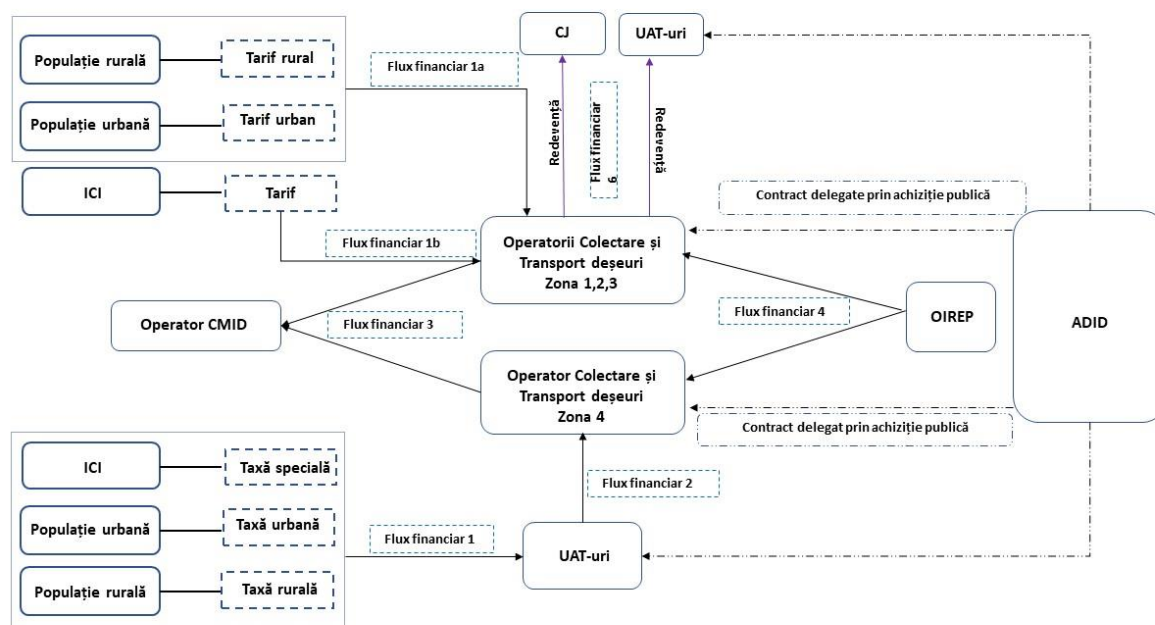 CJ
UAT-uri
Populație rurală
Tarif rural
Flux financiar 1a
Populație urbană
Tarif urban
Redevență
Flux financiar
6
Redevență
ICI
Tarif
Contract delegate prin achiziție publică
Flux financiar 1b
Operatorii Colectare și
Transport deșeuri
Zona 1,2,3
Operator CMID
Flux financiar 3
Flux financiar 4
OIREP
ADID
Operator Colectare și
Transport deșeuri
Zona 4
Contract delegat prin achiziție publică
ICI
Taxă specială
Flux financiar 2
Populație urbană
Taxă urbană
Flux financiar 1
UAT-uri
Populație rurală
Taxă rurală